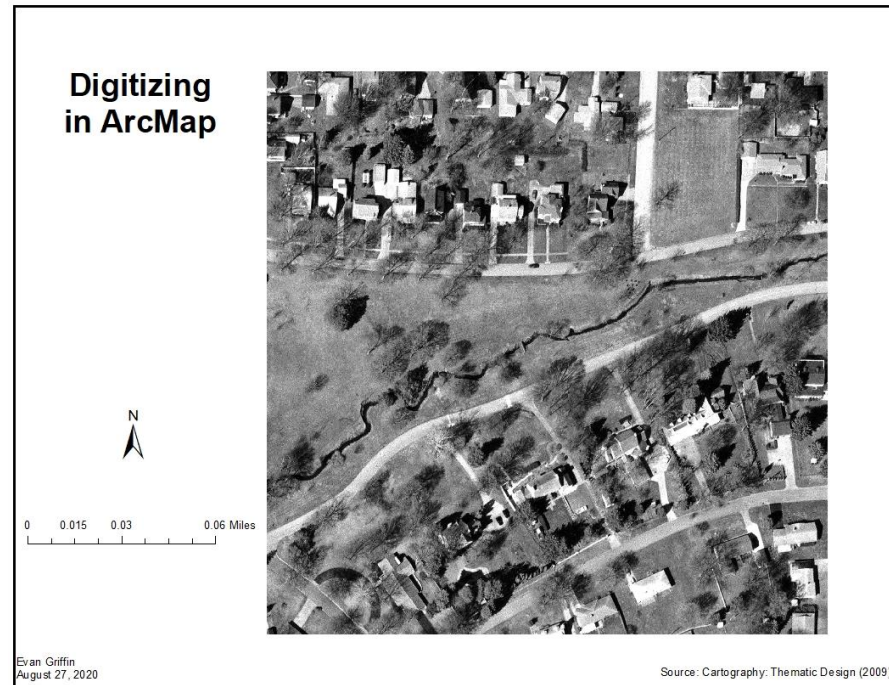 Digitizing
in ArcMap
N
0 0.015 0.03 0.06 Miles
Evan Griffin
August 27, 2020
Source: Cartography: Thematic Design (2009)